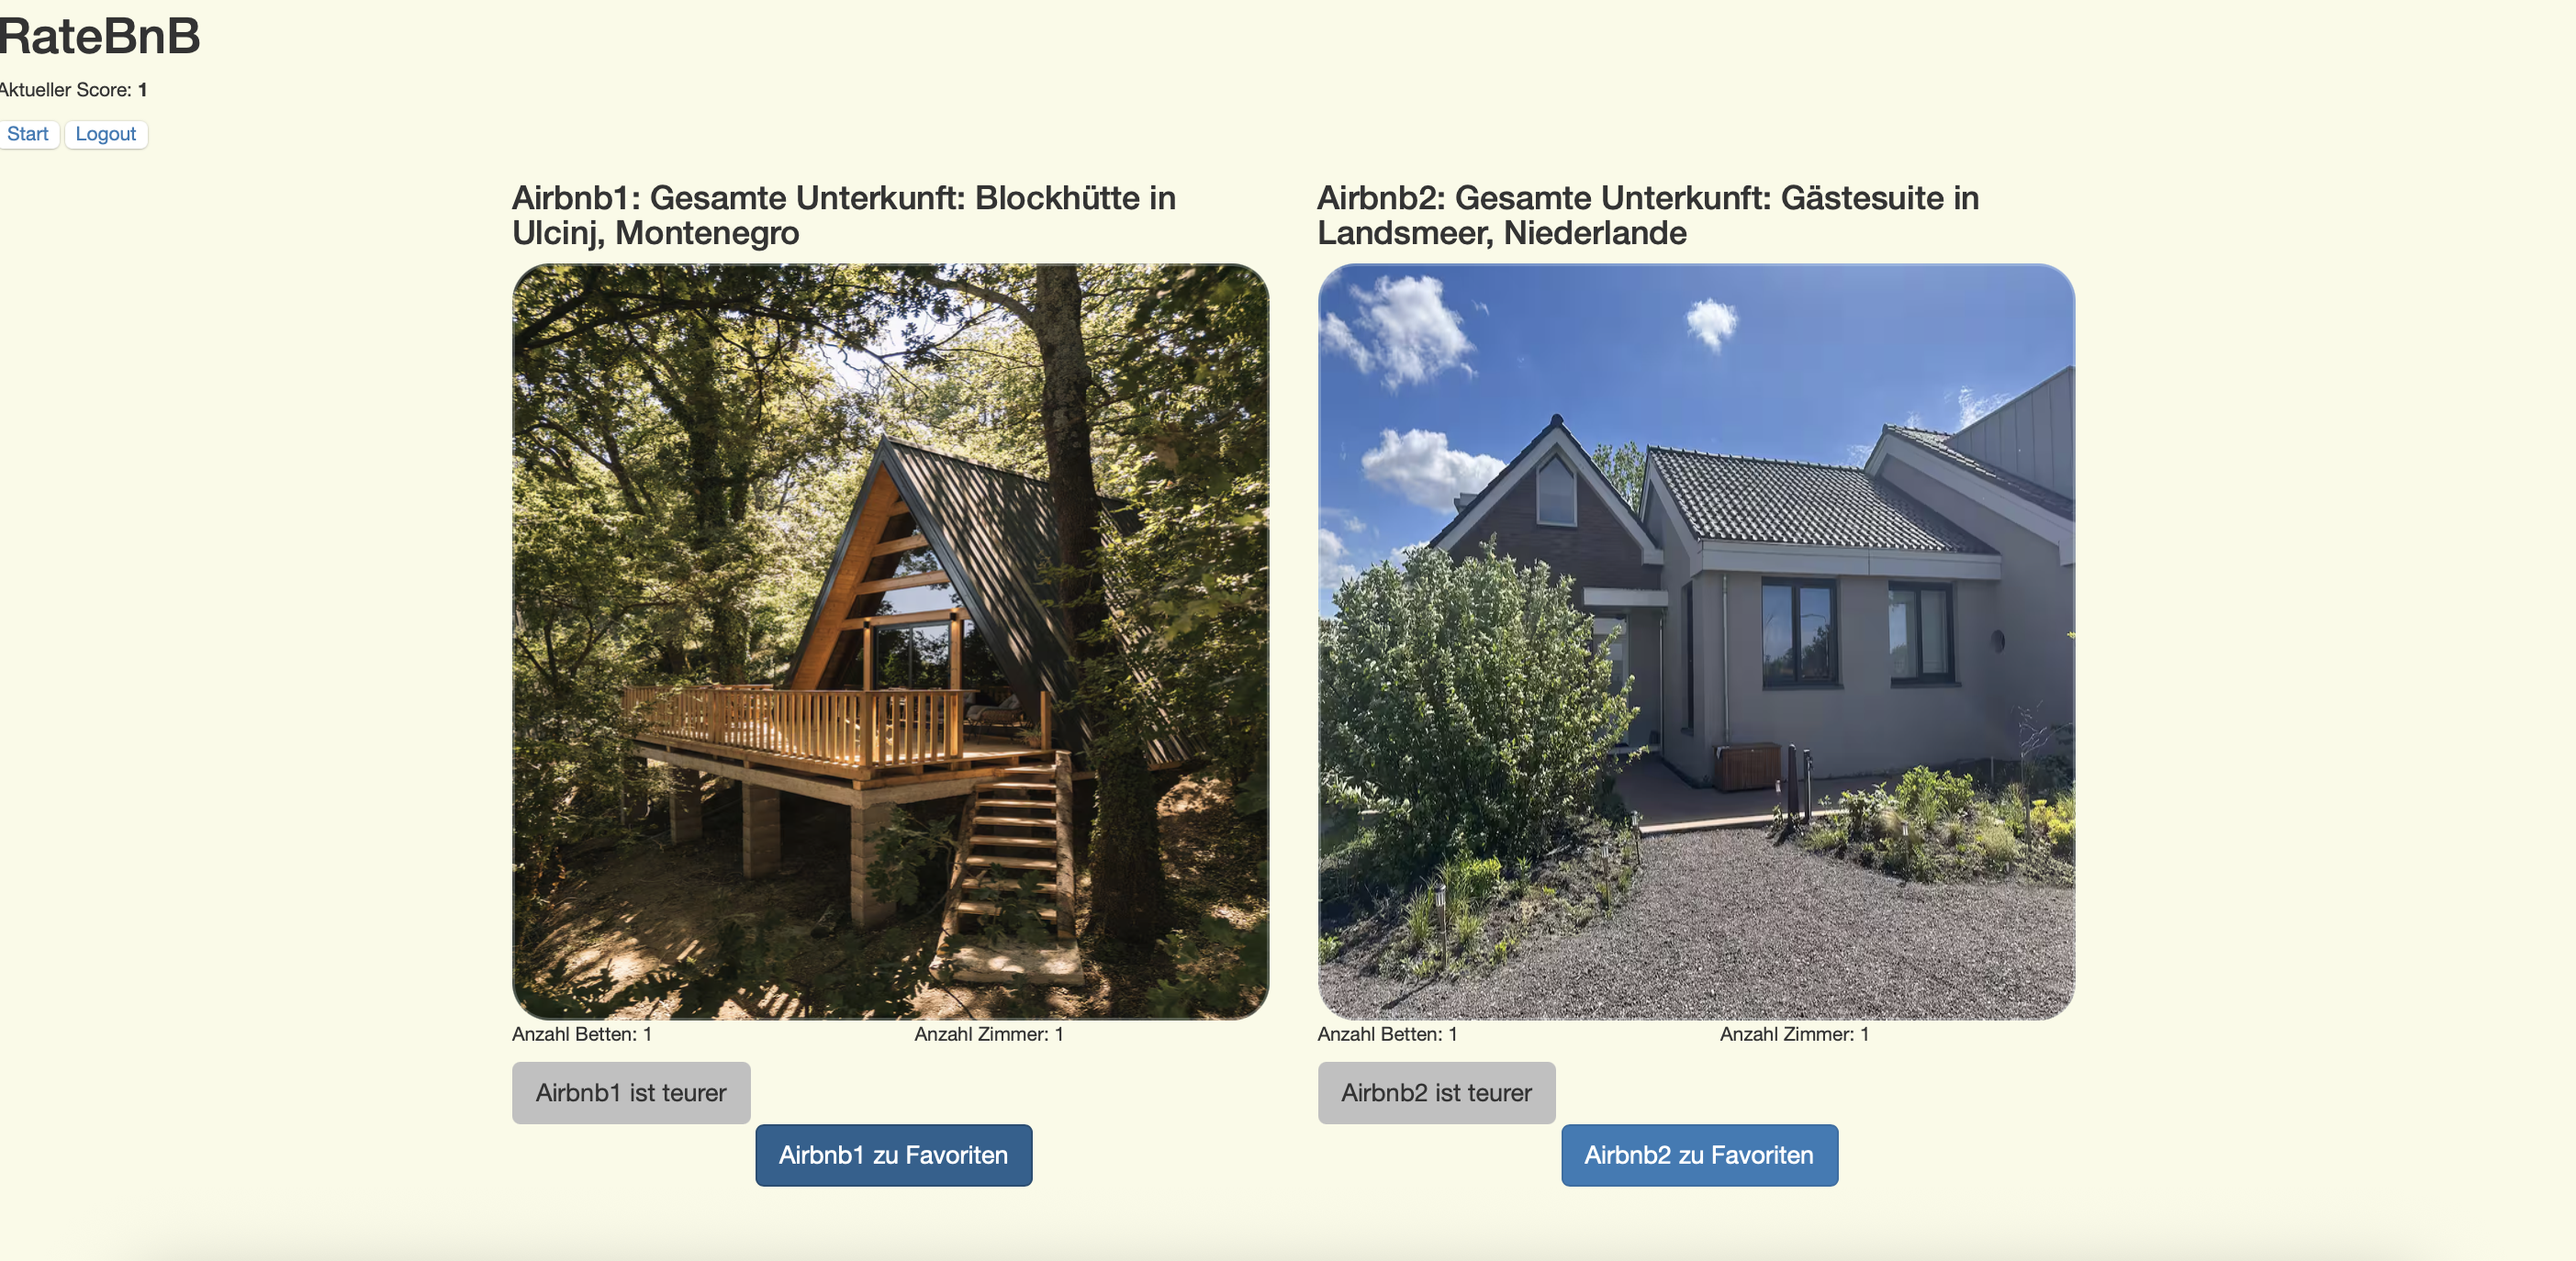 RateBnB
Aktueller Score: 1
Start Logout
Airbnb1: Gesamte Unterkunft: Blockhütte in
Ulcinj, Montenegro
Airbnb2: Gesamte Unterkunft: Gästesuite in
Landsmeer, Niederlande
Anzahl Betten: 1 Anzahl Zimmer: 1
Airbnb1 ist teurer
Airbnb1 zu Favoriten
Anzahl Betten: 1 Anzahl Zimmer: 1
Airbnb2 ist teurer
Airbnb2 zu Favoriten